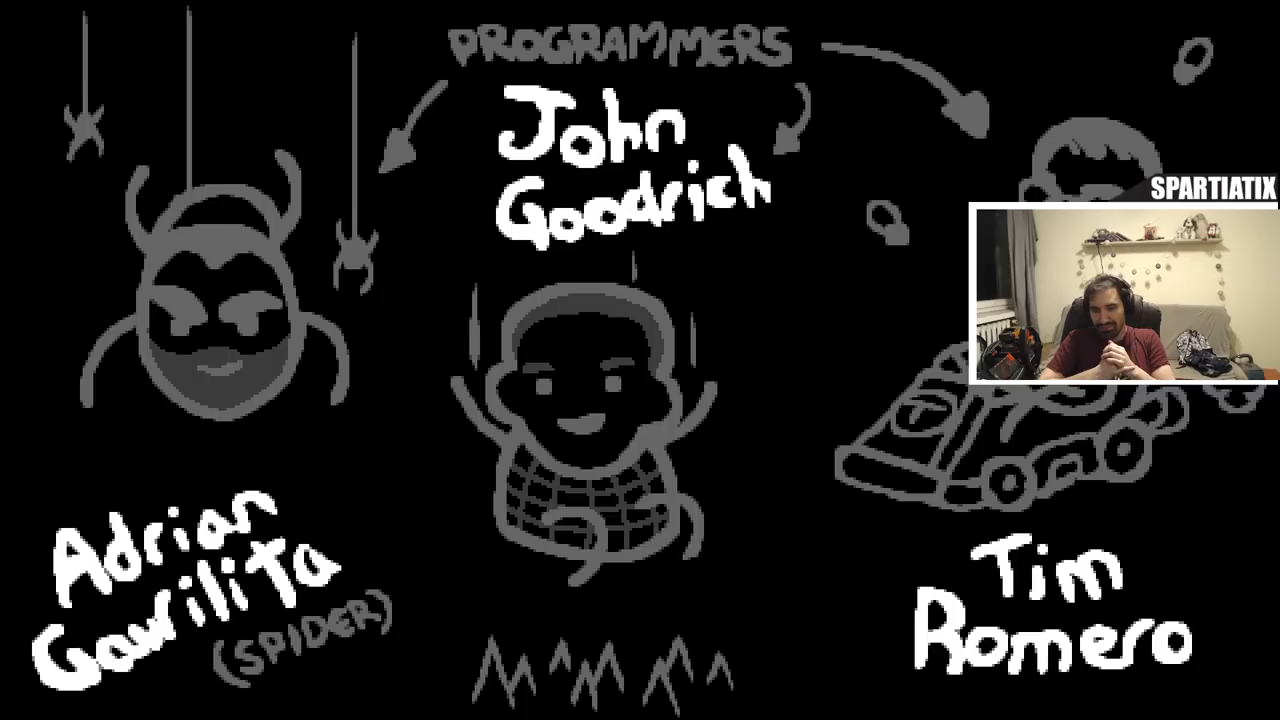 PROGRAMMERS
John
Goodrich
SPARTIATIX
Adrian
Gavrilita
(SPIDER)
Tim
Romero